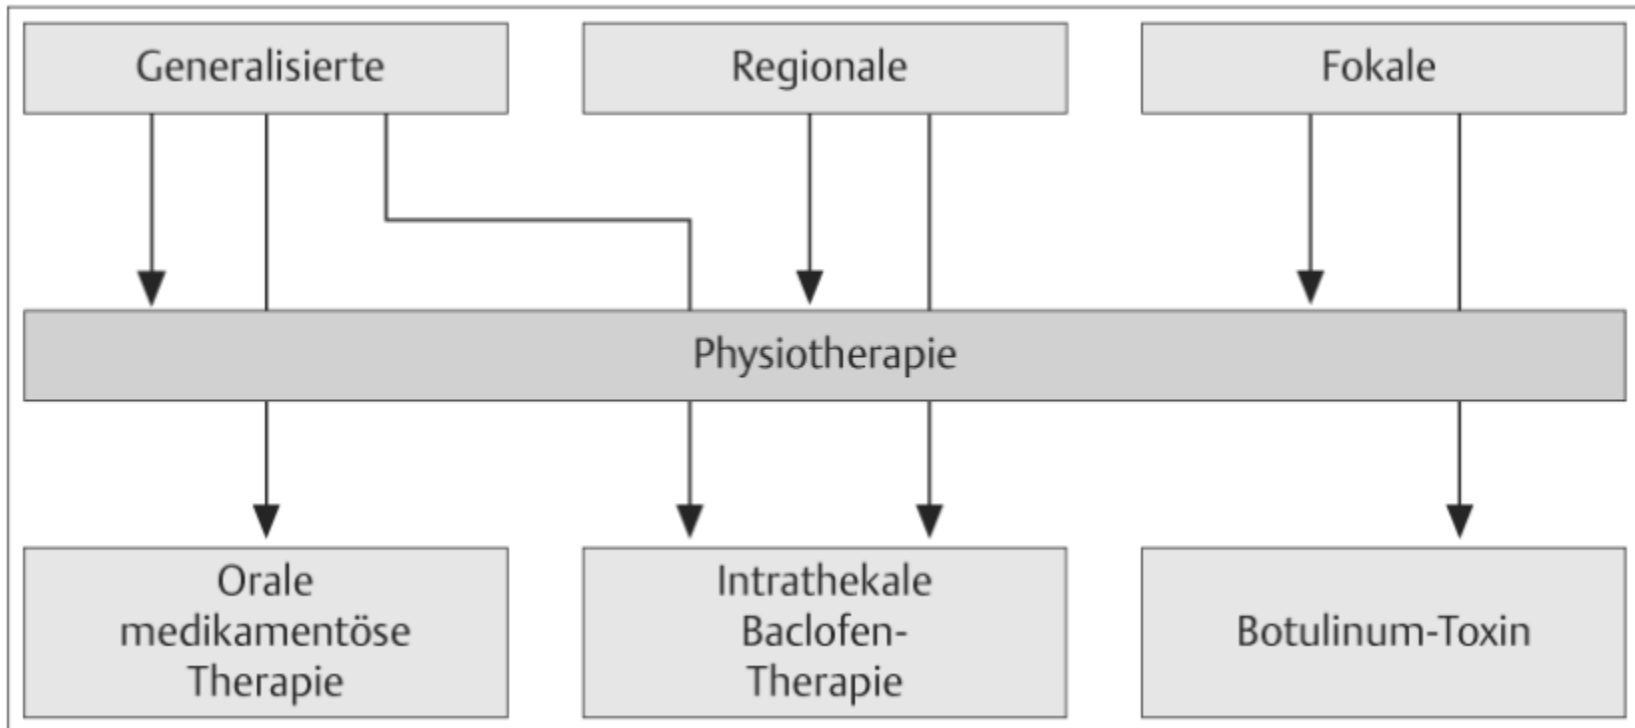 Generalisierte
Regionale
Fokale
Physiotherapie
Orale
medikamentöse
Therapie
Intrathekale
Baclofen-
Therapie
Botulinum-Toxin